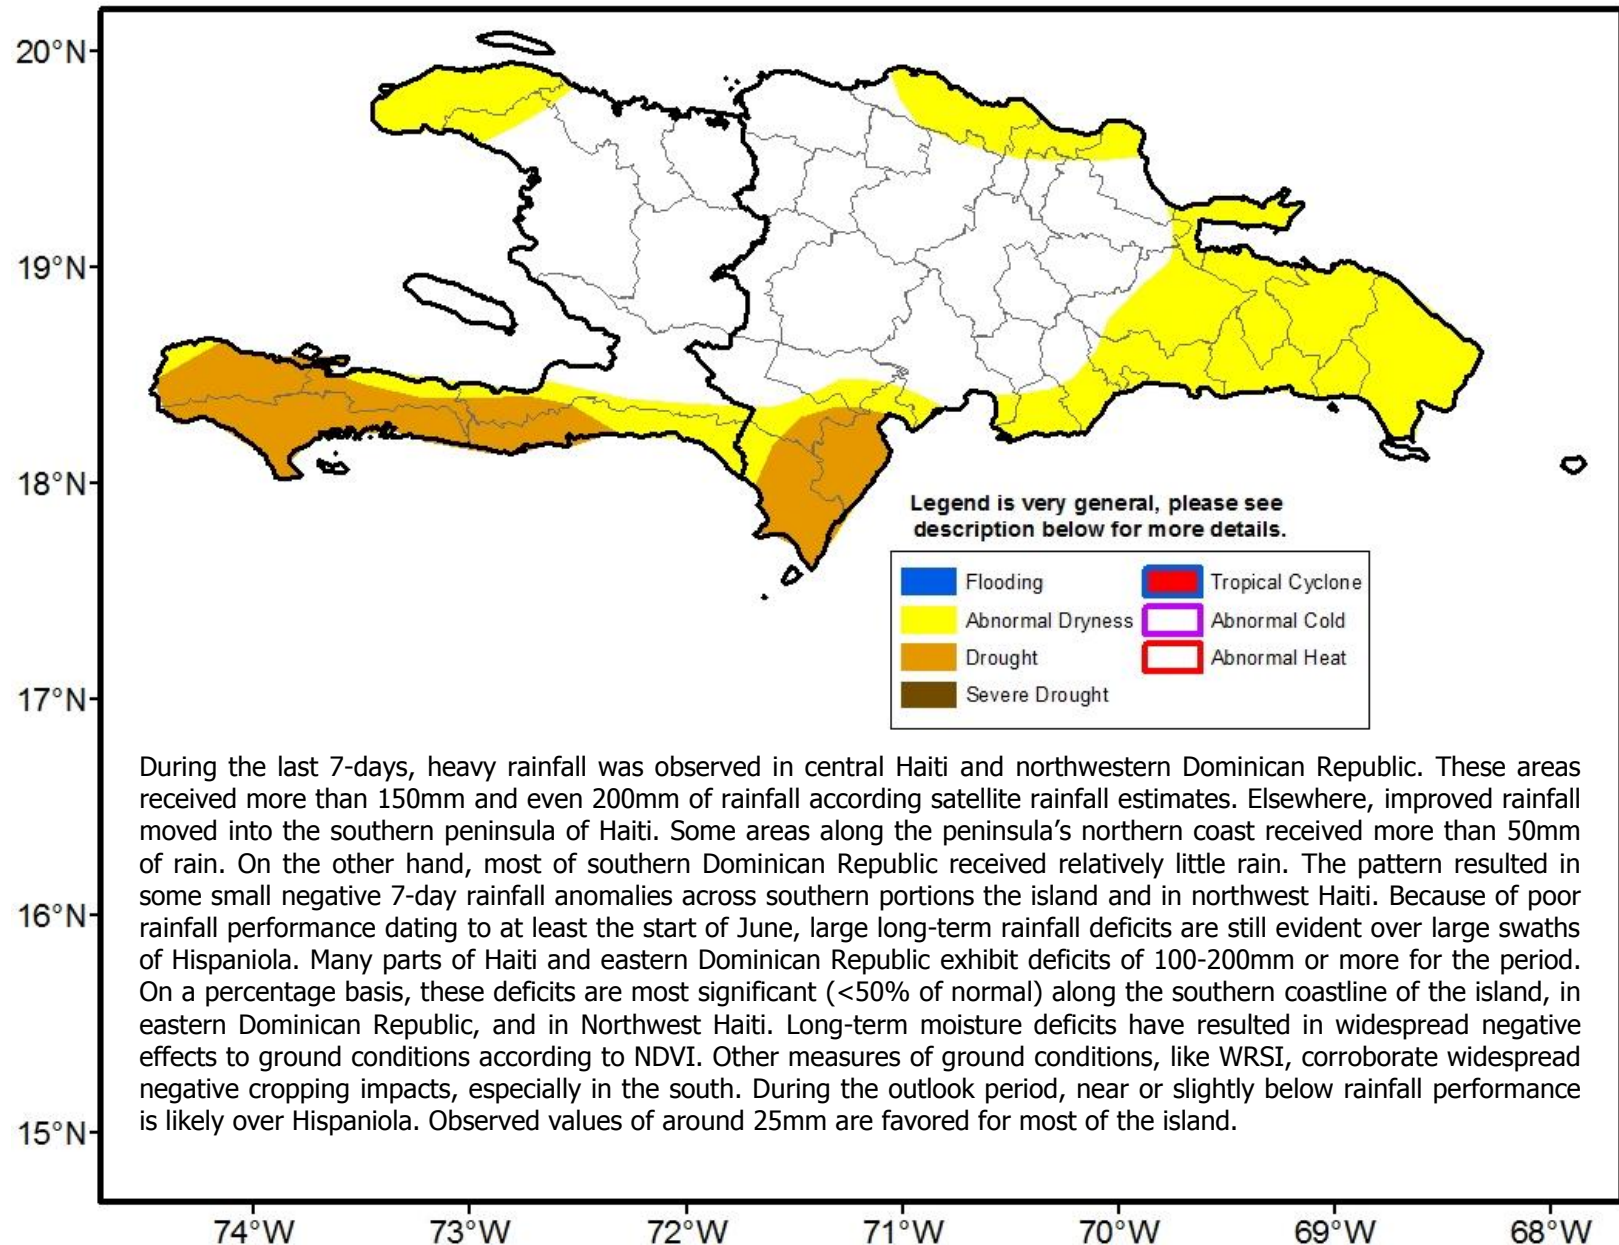 20°N
19°N
18°N
17°N
16°N
15°N
Legend is very general, please see
description below for more details.
Flooding
Tropical Cyclone
Abnormal Dryness
Abnormal Cold
Drought
Abnormal Heat
Severe Drought
During the last 7-days, heavy rainfall was observed in central Haiti and northwestern Dominican Republic. These areas
received more than 150mm and even 200mm of rainfall according satellite rainfall estimates. Elsewhere, improved rainfall
moved into the southern peninsula of Haiti. Some areas along the peninsula's northern coast received more than 50mm
of rain. On the other hand, most of southern Dominican Republic received relatively little rain. The pattern resulted in
some small negative 7-day rainfall anomalies across southern portions the island and in northwest Haiti. Because of poor
rainfall performance dating to at least the start of June, large long-term rainfall deficits are still evident over large swaths
of Hispaniola. Many parts of Haiti and eastern Dominican Republic exhibit deficits of 100-200mm or more for the period.
On a percentage basis, these deficits are most significant (<50% of normal) along the southern coastline of the island, in
eastern Dominican Republic, and in Northwest Haiti. Long-term moisture deficits have resulted in widespread negative
effects to ground conditions according to NDVI. Other measures of ground conditions, like WRSI, corroborate widespread
negative cropping impacts, especially in the south. During the outlook period, near or slightly below rainfall performance
is likely over Hispaniola. Observed values of around 25mm are favored for most of the island.
74°W 73°W 72°W 71°W 70°W 69°W 68°W